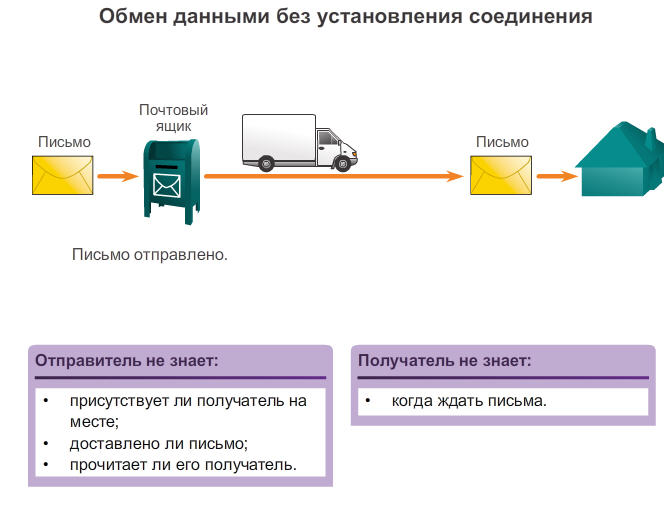 Обмен данными без установления соединения
Почтовый
ящик
Письмо
Письмо
Письмо отправлено.
Отправитель не знает:
• присутствует ли получатель на
месте;
• доставлено ли письмо;
• прочитает ли его получатель.
Получатель не знает:
• когда ждать письма.